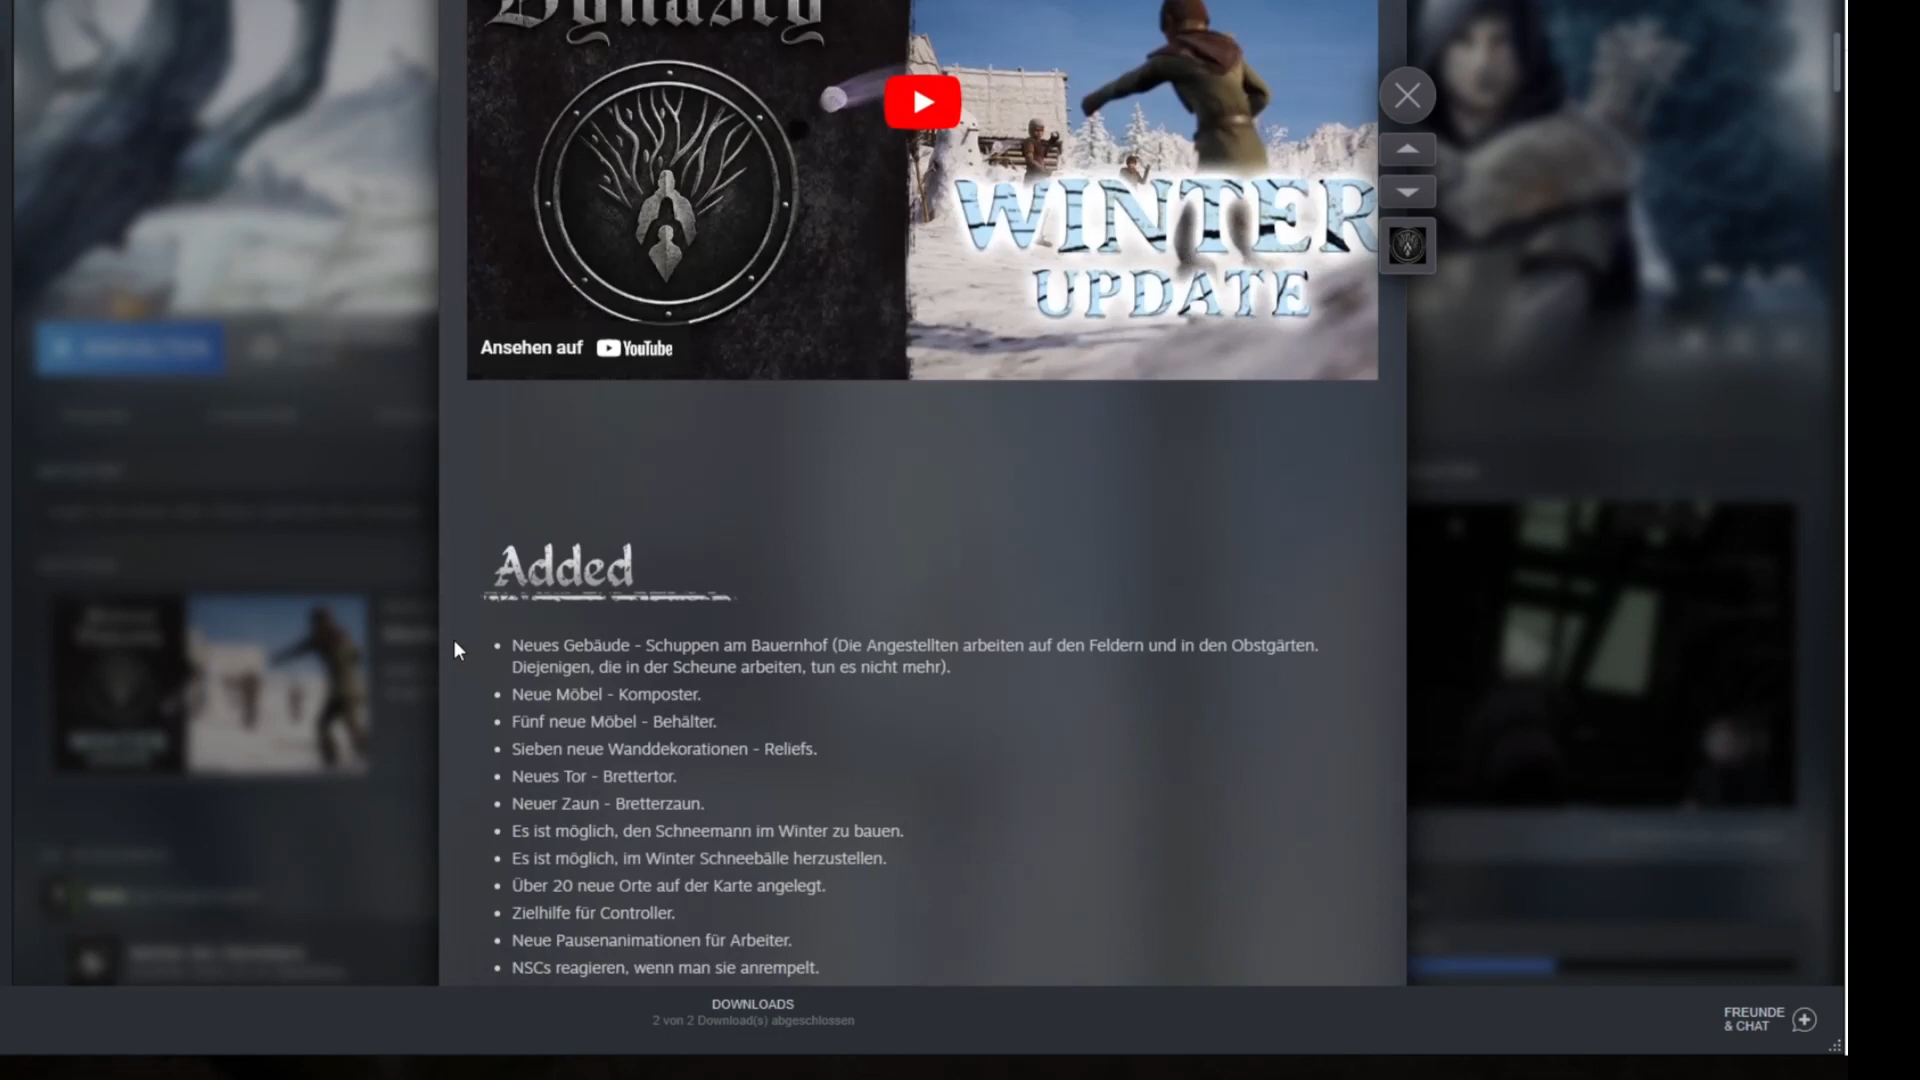 Dynasty
WINTER
UPDATE
Ansehen auf YouTube
Added
Neues Gebäude - Schuppen am Bauernhof (Die Angestellten arbeiten auf den Feldern und in den Obstgärten.
Diejenigen, die in der Scheune arbeiten, tun es nicht mehr).
Neue Möbel - Komposter.
Fünf neue Möbel - Behälter.
Sieben neue Wanddekorationen - Reliefs.
Neues Tor - Brettertor.
Neuer Zaun - Bretterzaun.
Es ist möglich, den Schneemann im Winter zu bauen.
Es ist möglich, im Winter Schneebälle herzustellen.
Über 20 neue Orte auf der Karte angelegt.
Zielhilfe für Controller.
Neue Pausenanimationen für Arbeiter.
NSCs reagieren, wenn man sie anrempelt.
DOWNLOADS
2 von 2 Download(s) abgeschlossen
FREUNDE
& CHAT